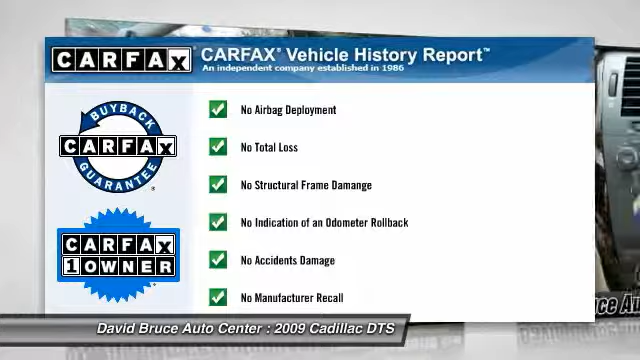 CARFAX® CARFAX® Vehicle History Report™
An independent company established in 1986
BUYBACK
CARFAX
GUARANTEE®
CARFAX
1 OWNER
No Airbag Deployment
No Total Loss
No Structural Frame Damange
No Indication of an Odometer Rollback
No Accidents Damage
No Manufacturer Recall
David Bruce Auto Center : 2009 Cadillac DTS